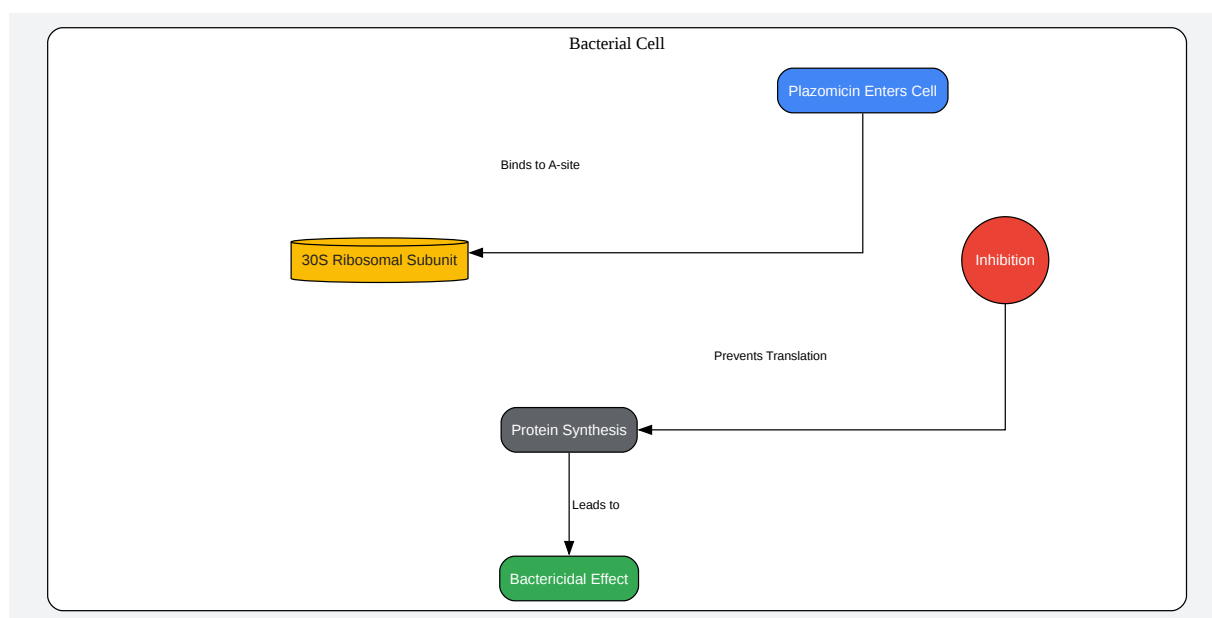 Bacterial Cell
Plazomicin Enters Cell
Binds to A-site
30S Ribosomal Subunit
Inhibition
Prevents Translation
Protein Synthesis
Leads to
Bactericidal Effect